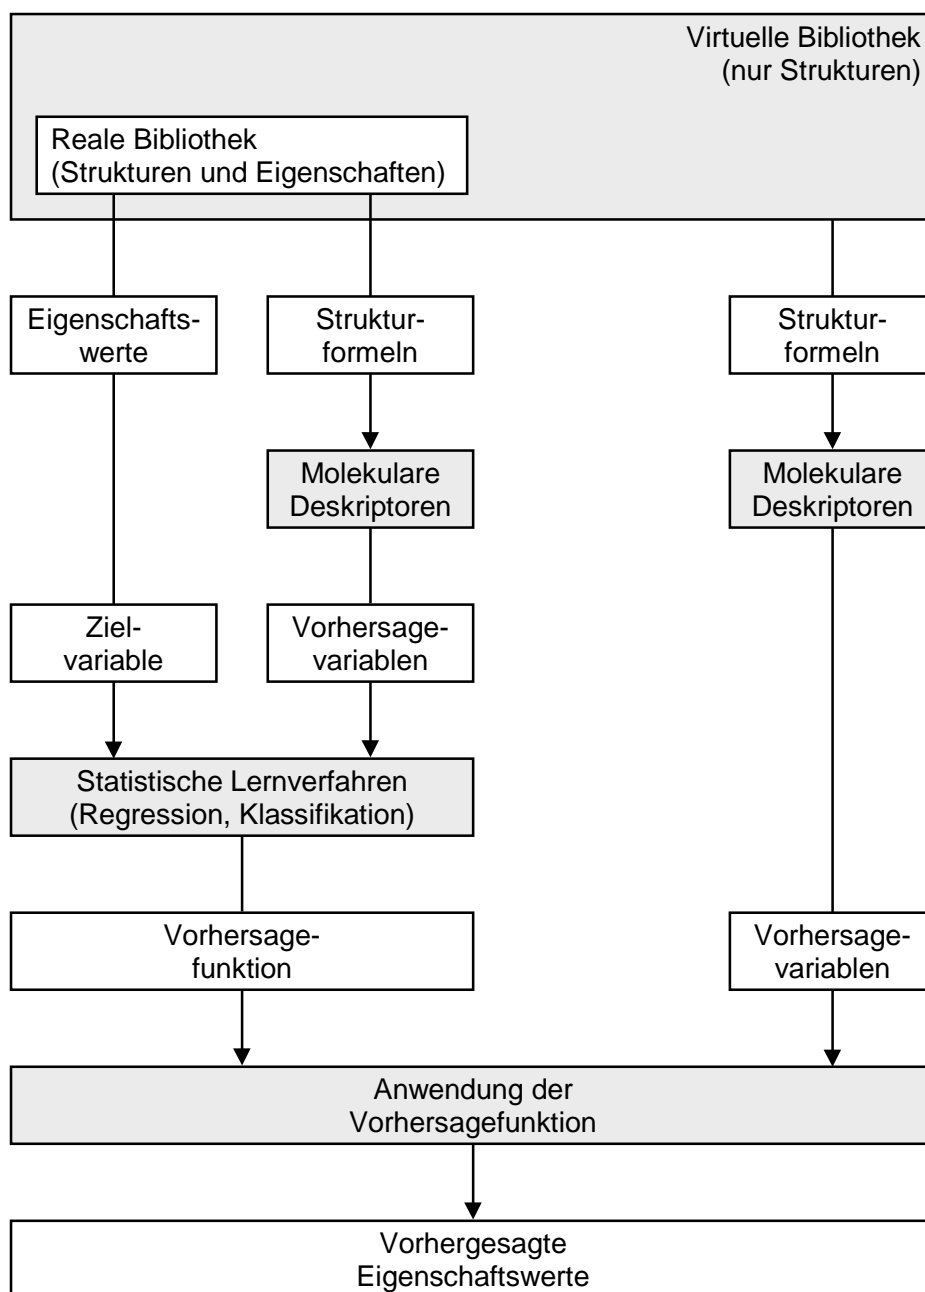 Virtuelle Bibliothek
(nur Strukturen)
Reale Bibliothek
(Strukturen und Eigenschaften)
Eigenschafts-
werte
Struktur-
formeln
Struktur-
formeln
Molekulare
Deskriptoren
Molekulare
Deskriptoren
Ziel-
variable
Vorhersage-
variablen
Statistische Lernverfahren
(Regression, Klassifikation)
Vorhersage-
funktion
Vorhersage-
variablen
Anwendung der
Vorhersagefunktion
Vorhergesagte
Eigenschaftswerte